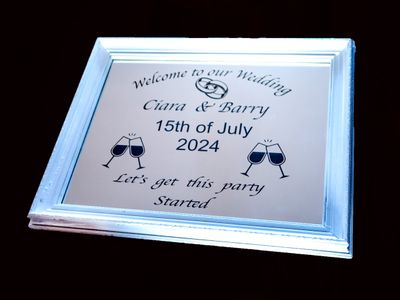 Welcome to our Wedding
Ciara & Barry
15th of July
2024
Let's get this party
Started